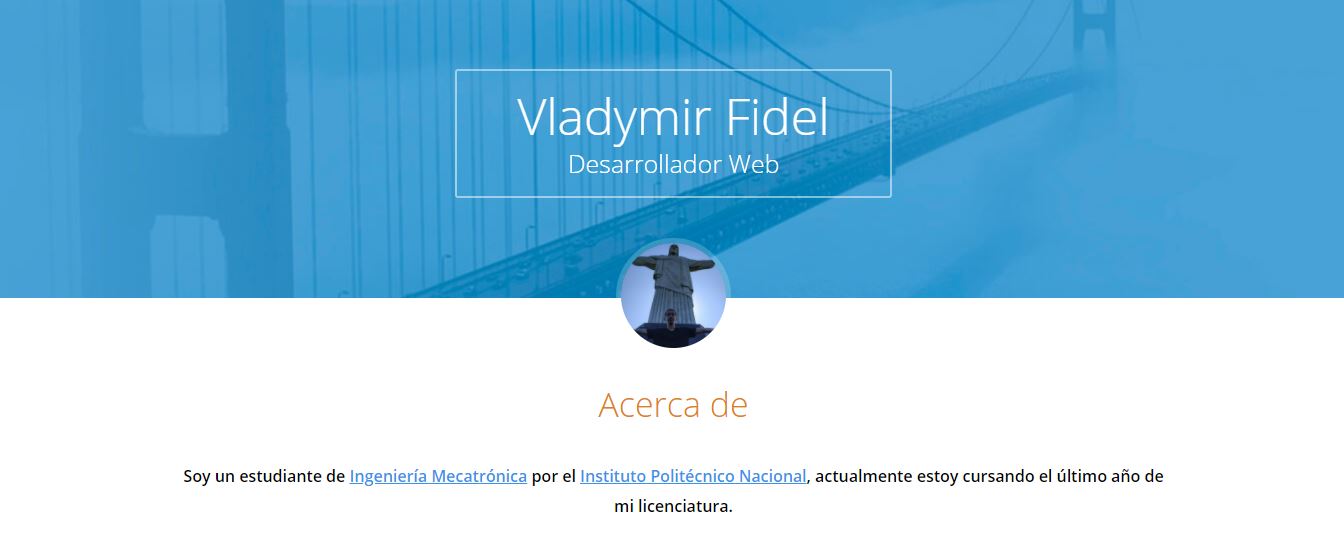 Vladymir Fidel
Desarrollador Web
Acerca de
Soy un estudiante de Ingeniería Mecatrónica por el Instituto Politécnico Nacional, actualmente estoy cursando el último año de
mi licenciatura.